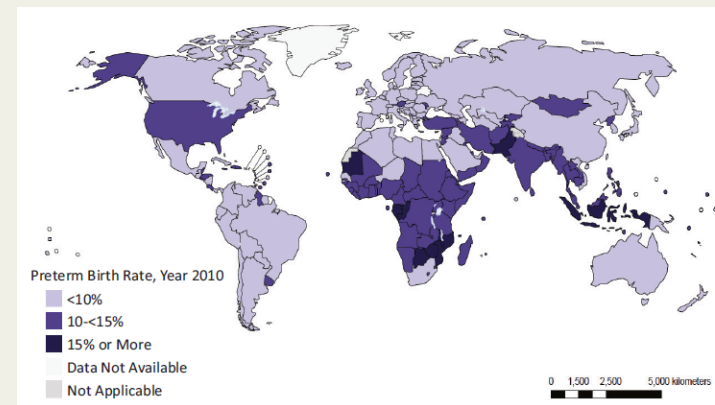 Preterm Birth Rate, Year 2010
<10%
10-<15%
15% or More
Data Not Available
Not Applicable
0 1,500 2,500 5,000 kilometers